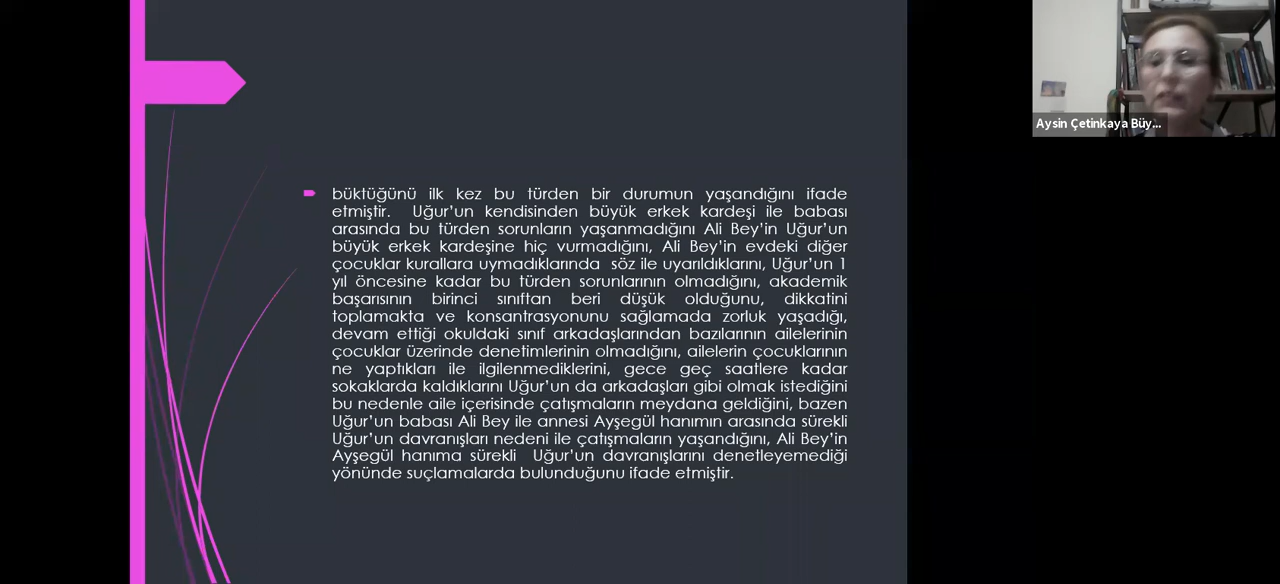 büktüğünü ilk kez bu türden bir durumun yaşandığını ifade
etmiştir. Uğur'un kendisinden büyük erkek kardeşi ile babası
arasında bu türden sorunların yaşanmadığını Ali Bey'in Uğur'un
büyük erkek kardeşine hiç vurmadığını, Ali Bey'in evdeki diğer
çocuklar kurallara uymadıklarında söz ile uyarıldıklarını, Uğur'un 1
yıl öncesine kadar bu türden sorunlarının olmadığını, akademik
başarısının birinci sınıftan beri düşük olduğunu, dikkatini
toplamakta ve konsantrasyonunu sağlamada zorluk yaşadığı,
devam ettiği okuldaki sınıf arkadaşlarından bazılarının ailelerinin
çocuklar üzerinde denetimlerinin olmadığını, ailelerin çocuklarının
ne yaptıkları ile ilgilenmediklerini, gece geç saatlere kadar
sokaklarda kaldıklarını Uğur'un da arkadaşları gibi olmak istediğini
bu nedenle aile içerisinde çatışmaların meydana geldiğini, bazen
Uğur'un babası Ali Bey ile annesi Ayşegül hanımın arasında sürekli
Uğur'un davranışları nedeni ile çatışmaların yaşandığını, Ali Bey'in
Ayşegül hanıma sürekli Uğur'un davranışlarını denetleyemediği
yönünde suçlamalarda bulunduğunu ifade etmiştir.
Aysin Çetinkaya Büy...